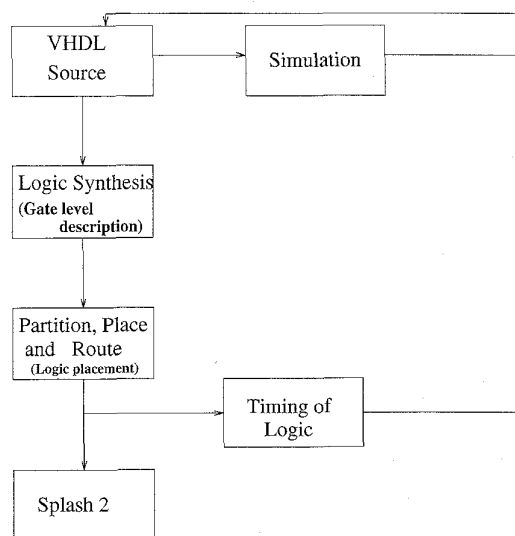 VHDL
Source
Simulation
Logic Synthesis
(Gate level
description)
Partition, Place
and Route
(Logic placement)
Timing of
Logic
Splash 2